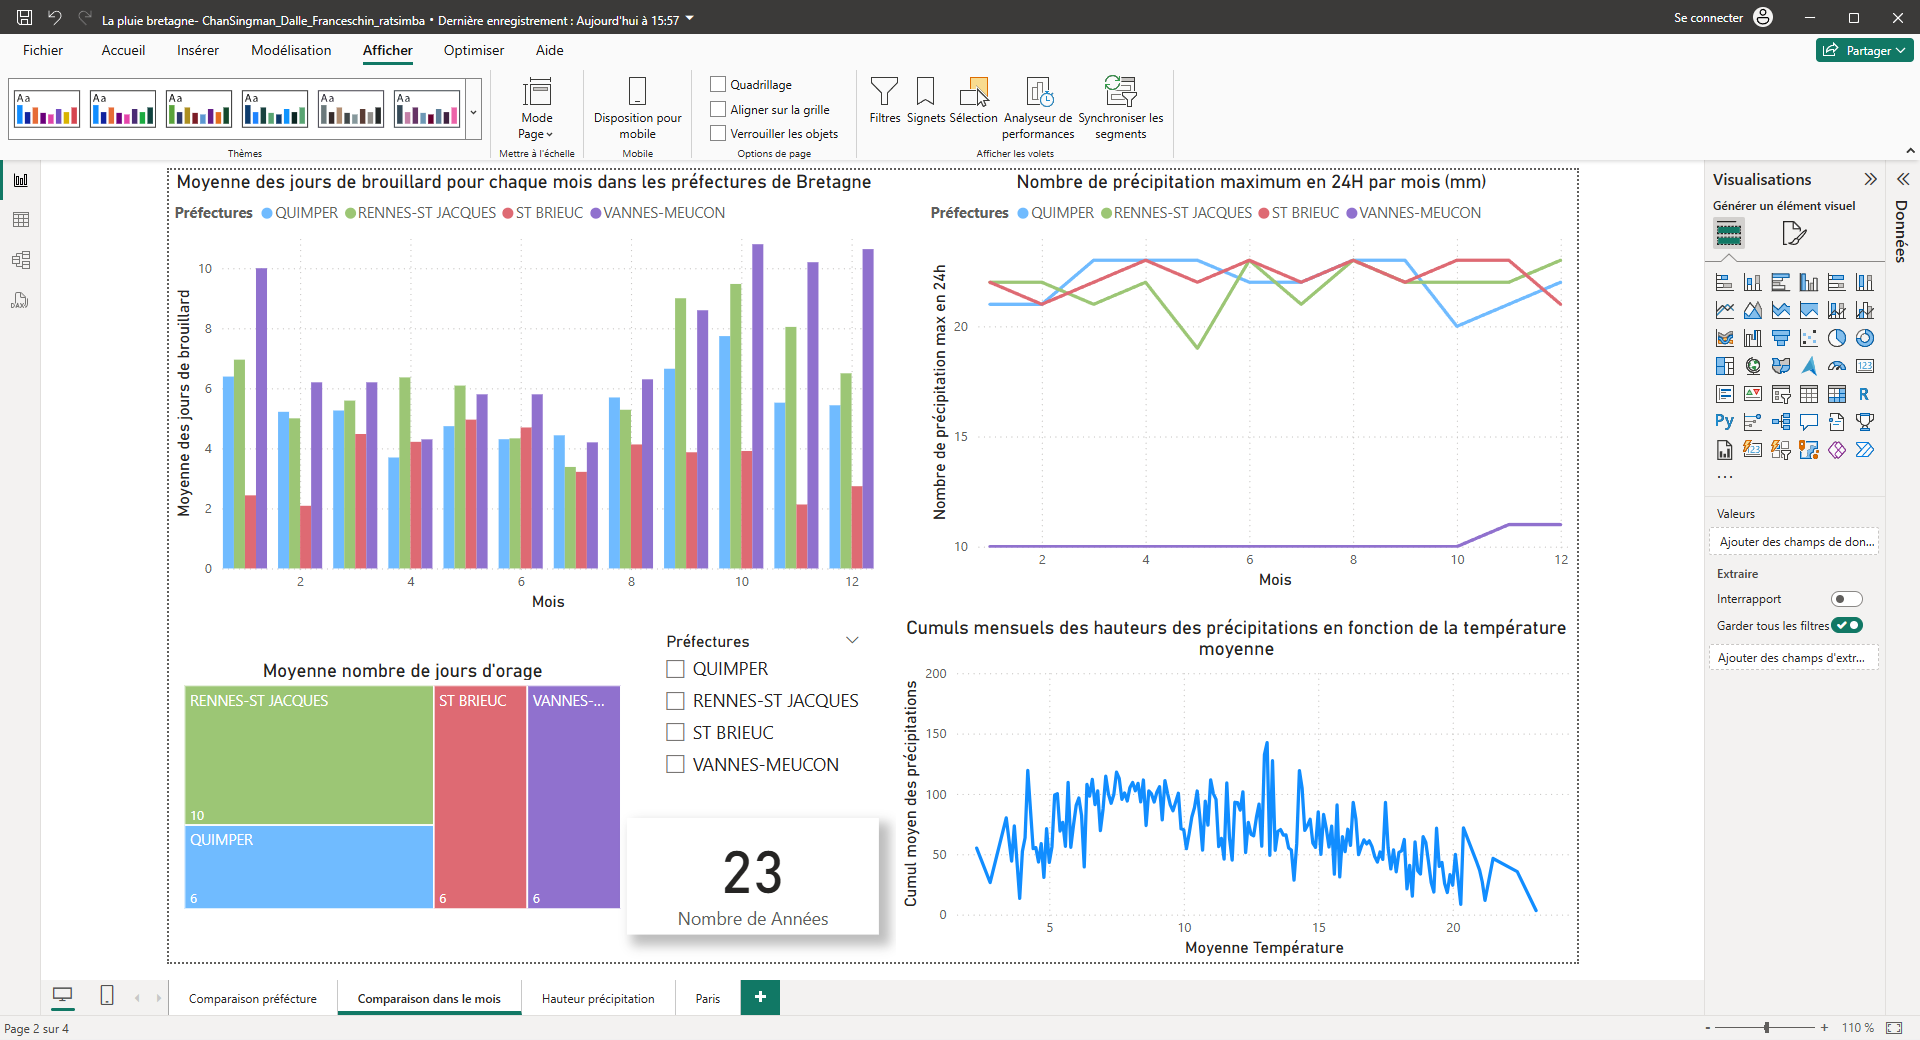 La pluie bretagne- ChanSingman_Dalle_Franceschin_ratsimba • Dernière enregistrement : Aujourd'hui à 15:57
Se connecter
Fichier
Accueil
Insérer
Modélisation
Afficher
Optimiser
Aide
Partager
Aa
Aa
Aa
Aa
Aa
Aa
Thèmes
Mode
Page
Mettre à l'échelle
Disposition pour
mobile
Mobile
Quadrillage
Aligner sur la grille
Verrouiller les objets
Options de page
Filtres
Signets
Sélection
Analyseur de
performances
Synchroniser les
segments
Afficher les volets
DAX
Moyenne des jours de brouillard pour chaque mois dans les préfectures de Bretagne
Préfectures QUIMPER RENNES-ST JACQUES ST BRIEUC VANNES-MEUCON
Moyenne des jours de brouillard
10
8
6
4
2
0
2 4 6 8 10 12
Mois
Nombre de précipitation maximum en 24H par mois (mm)
Préfectures QUIMPER RENNES-ST JACQUES ST BRIEUC VANNES-MEUCON
Nombre de précipitation max en 24h
20
15
10
2 4 6 8 10 12
Mois
Moyenne nombre de jours d'orage
RENNES-ST JACQUES
10
QUIMPER
6
ST BRIEUC
6
VANNES-...
6
Préfectures
QUIMPER
RENNES-ST JACQUES
ST BRIEUC
VANNES-MEUCON
23
Nombre de Années
Cumuls mensuels des hauteurs des précipitations en fonction de la température
moyenne
Cumul moyen des précipitations
200
150
100
50
0
5 10 15 20
Moyenne Température
Visualisations
Générer un élément visuel
123
R
Py
123
...
Valeurs
Ajouter des champs de don...
Extraire
Interrapport
Garder tous les filtres
Ajouter des champs d'extr...
Données
Comparaison préfécture
Comparaison dans le mois
Hauteur précipitation
Paris
+
Page 2 sur 4
- + 110 %